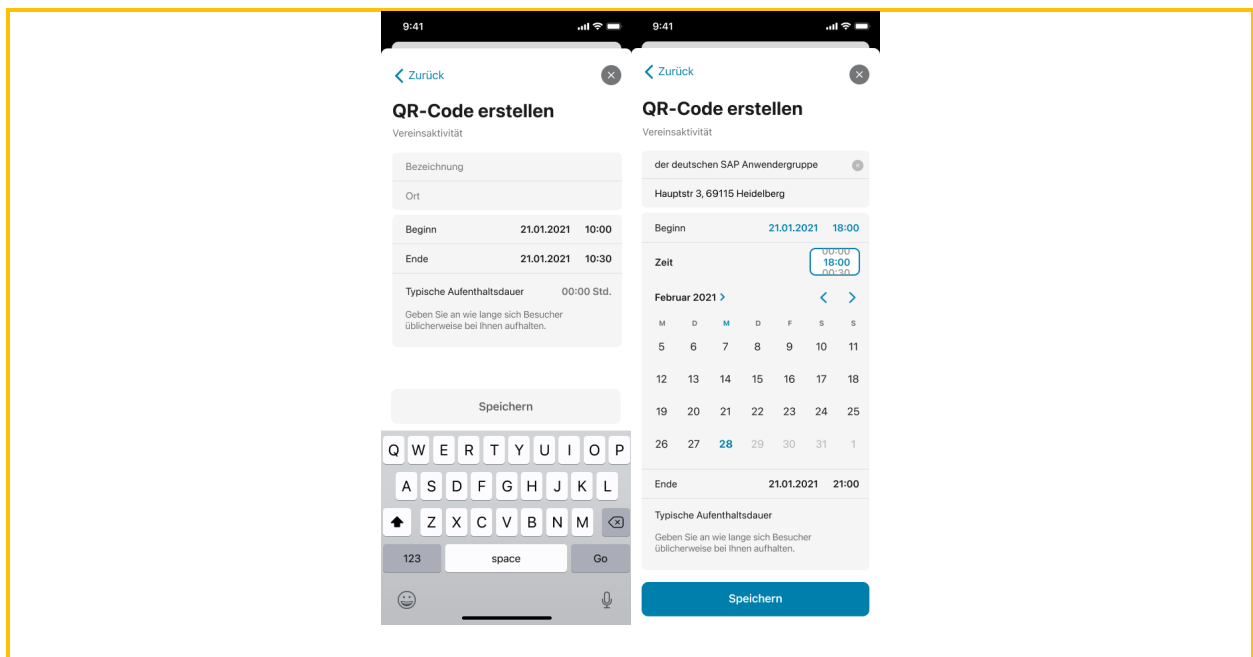 9:41
Zurück
QR-Code erstellen
Vereinsaktivität
Bezeichnung
Ort
Beginn 21.01.2021 10:00
Ende 21.01.2021 10:30
Typische Aufenthaltsdauer 00:00 Std.
Geben Sie an wie lange sich Besucher
üblicherweise bei Ihnen aufhalten.
Speichern
Q W E R T Y U I O P
A S D F G H J K L
Z X C V B N M
123 space Go
9:41
Zurück
QR-Code erstellen
Vereinsaktivität
der deutschen SAP Anwendergruppe
Hauptstr 3, 69115 Heidelberg
Beginn 21.01.2021 18:00
00:00
Zeit 18:00
00:30
Februar 2021
M D M D F S S
5 6 7 8 9 10 11
12 13 14 15 16 17 18
19 20 21 22 23 24 25
26 27 28 29 30 31 1
Ende 21.01.2021 21:00
Typische Aufenthaltsdauer
Geben Sie an wie lange sich Besucher
üblicherweise bei Ihnen aufhalten.
Speichern